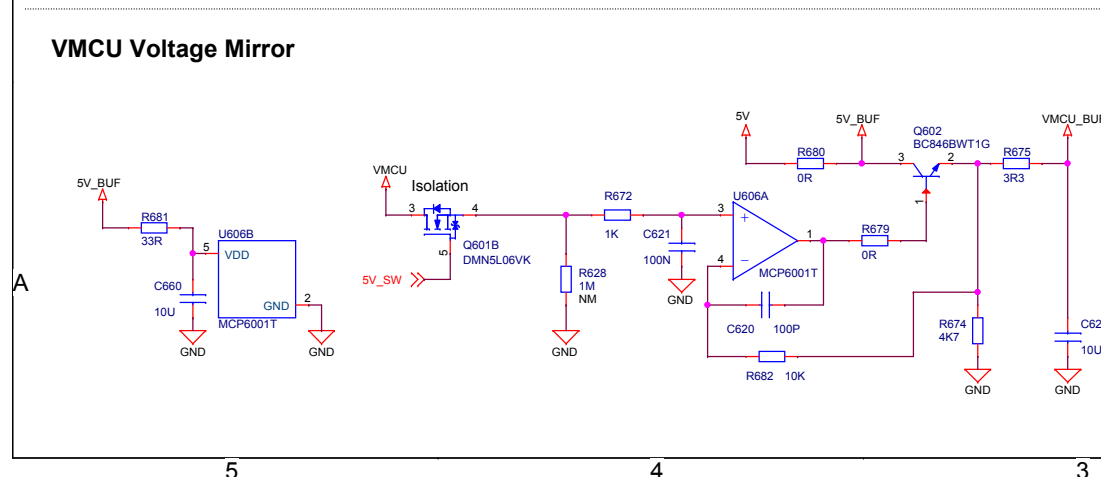 VMCU Voltage Mirror
5V_BUF
R681
33R
C660
10U
GND
U606B
5
VDD
GND
2
MCP6001T
GND
VMCU
Isolation
3
4
5
Q601B
DMN5L06VK
5V_SW
R628
1M
NM
GND
R672
1K
C621
100N
GND
U606A
3
+
4
−
1
MCP6001T
C620
100P
R682
10K
5V
R680
0R
5V_BUF
R679
0R
Q602
BC846BWT1G
3
2
1
R675
3R3
VMCU_BUF
R674
4K7
GND
C62
10U
GND
A
5
4
3